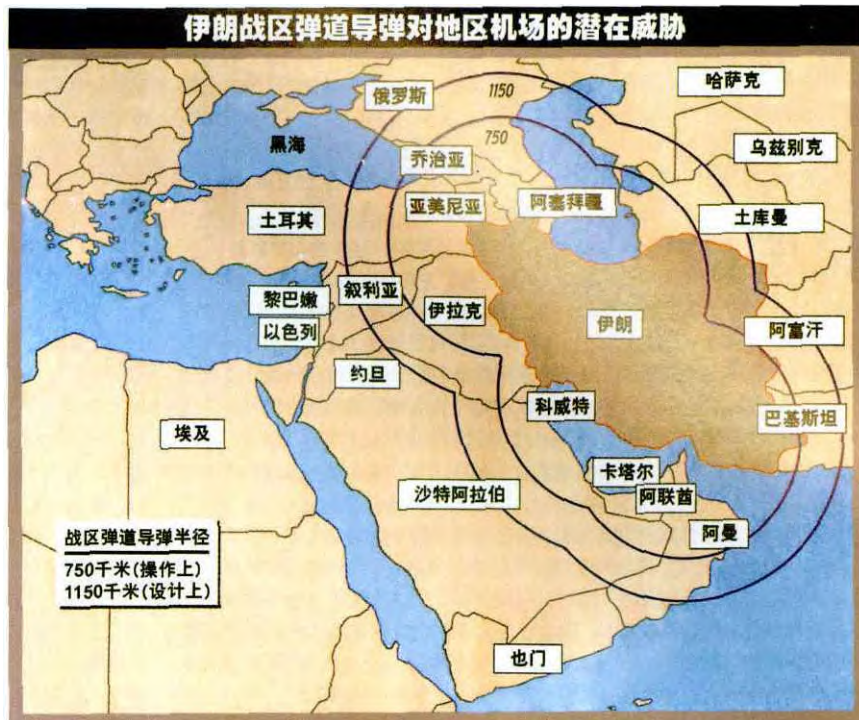 伊朗战区弹道导弹对地区机场的潜在威胁
哈萨克
俄罗斯
1150
750
黑海
乔治亚
乌兹别克
亚美尼亚
阿塞拜疆
土耳其
土库曼
黎巴嫩
叙利亚
伊拉克
伊朗
阿富汗
以色列
约旦
科威特
巴基斯坦
埃及
卡塔尔
沙特阿拉伯
阿联酋
阿曼
战区弹道导弹半径
750千米(操作上)
1150千米(设计上)
也门